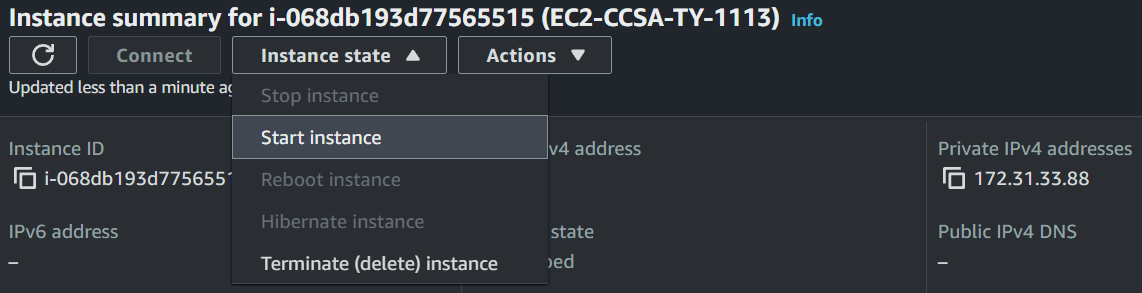 Instance summary for i-068db193d77565515 (EC2-CCSA-TY-1113) Info
Connect Instance state Actions
Updated less than a minute
Stop instance
Start instance
Reboot instance
Hibernate instance
Terminate (delete) instance
Instance ID
i-068db193d7756551
IPv6 address
–
v4 address
state
ped
Private IPv4 addresses
172.31.33.88
Public IPv4 DNS
–